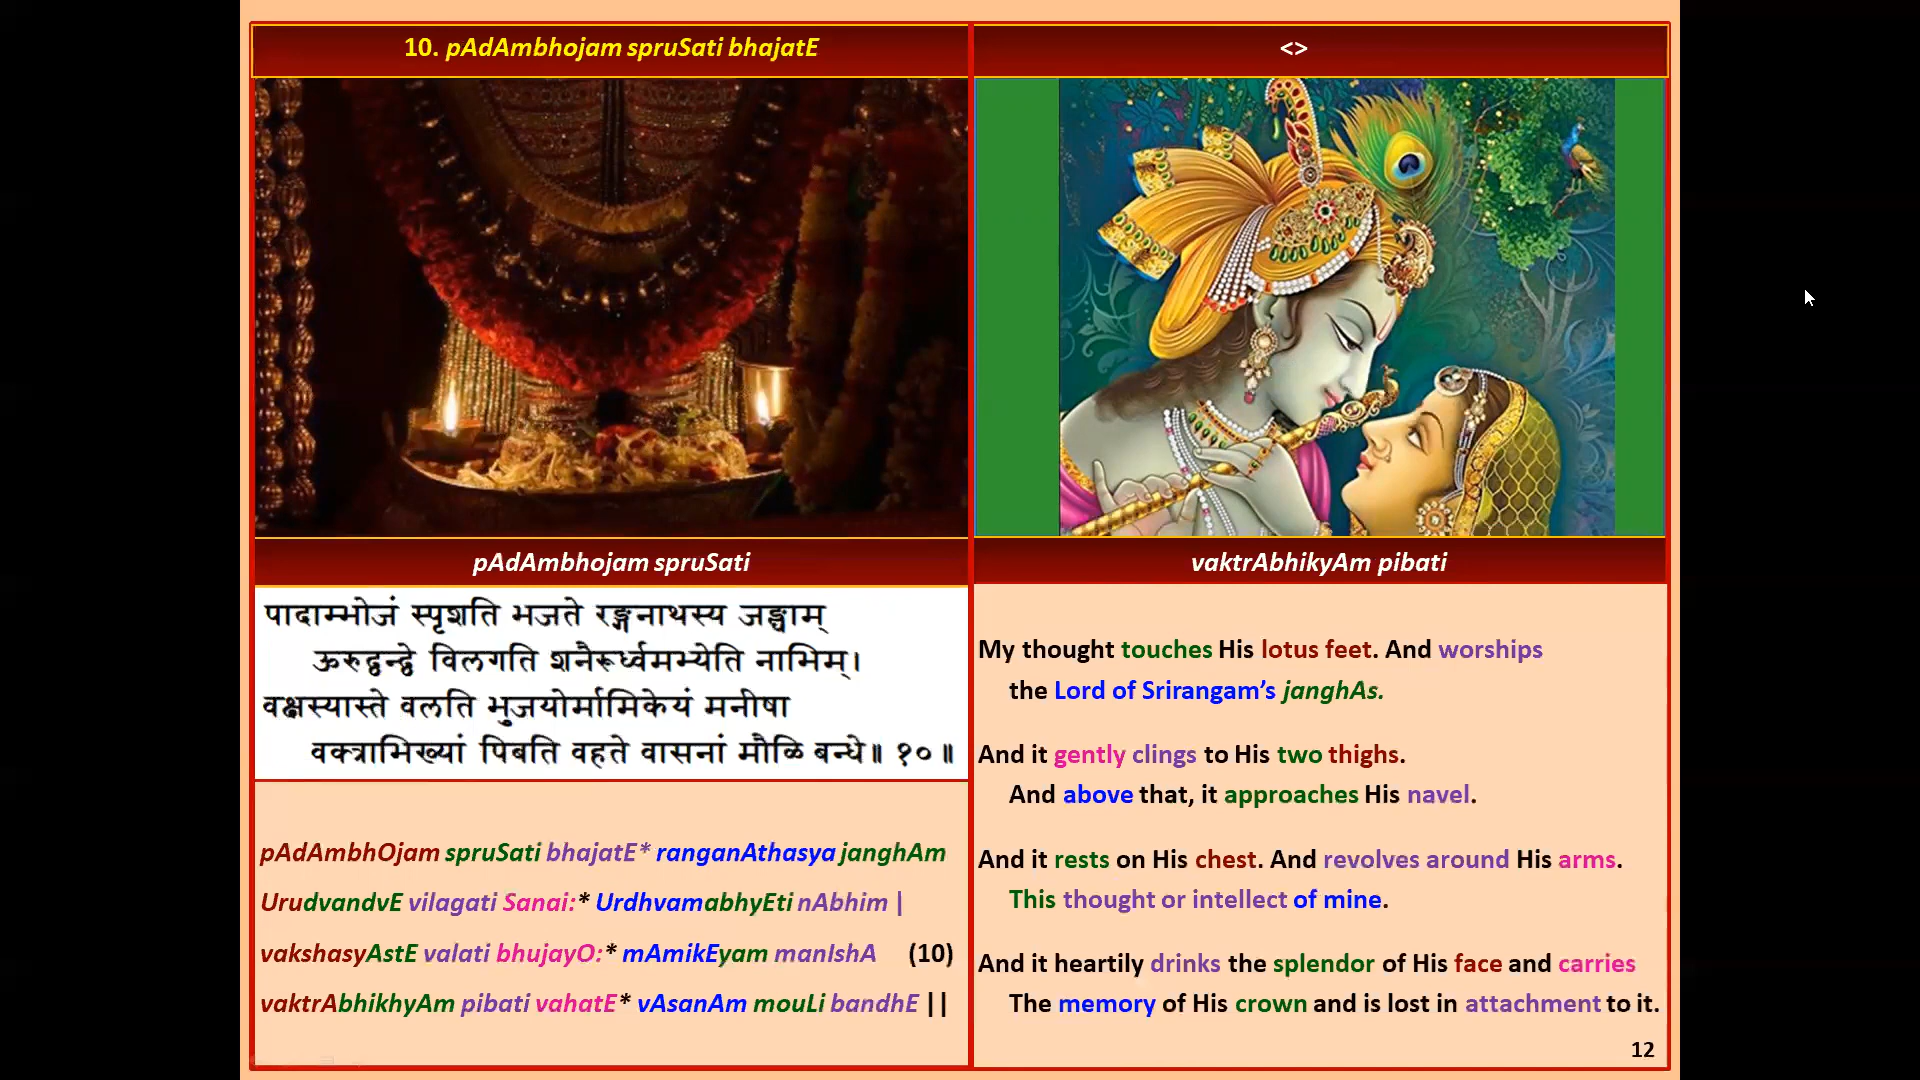 10. pAdAmbhojam spruSati bhajatE
<>
pAdAmbhojam spruSati
पादाम्भोजं स्पृशति भजते रङ्गनाथस्य जङ्घाम्
ऊरुद्वन्द्वे विलगति शनैरूर्ध्वमभ्येति नाभिम्।
वक्षस्यास्ते वलति भुजयोर्मामिकेयं मनीषा
वक्त्राभिख्यां पिबति वहते वासनां मौळि बन्धे॥ १०॥
pAdAmbhOjam spruSati bhajatE* ranganAthasya janghAm
UrudvandvE vilagati Sanai:* UrdhvamabhyEti nAbhim |
vakshasyAstE valati bhujayO:* mAmikEyam manIshA (10)
vaktrAbhikhyAm pibati vahatE* vAsanAm mouLi bandhE ||
vaktrAbhikyAm pibati
My thought touches His lotus feet. And worships
the Lord of Srirangam’s janghAs.
And it gently clings to His two thighs.
And above that, it approaches His navel.
And it rests on His chest. And revolves around His arms.
This thought or intellect of mine.
And it heartily drinks the splendor of His face and carries
The memory of His crown and is lost in attachment to it.
12